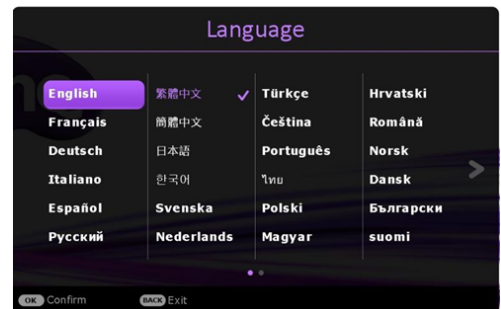 Language
English
Français
Deutsch
Italiano
Español
Русский
繁體中文
簡體中文
日本語
한국어
Svenska
Nederlands
Türkçe
Čeština
Português
ไทย
Polski
Magyar
Hrvatski
Română
Norsk
Dansk
Български
suomi
OK Confirm
BACK Exit